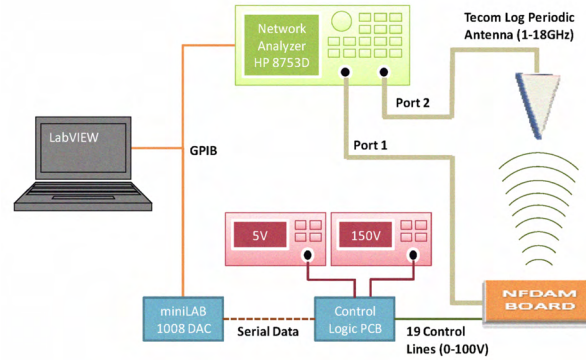 Network
Analyzer
HP 8753D
Tecom Log Periodic
Antenna (1-18GHz)
Port 2
Port 1
LabVIEW
GPIB
5V
150V
miniLAB
1008 DAC
Serial Data
Control
Logic PCB
19 Control
Lines (0-100V)
NFDAM
BOARD